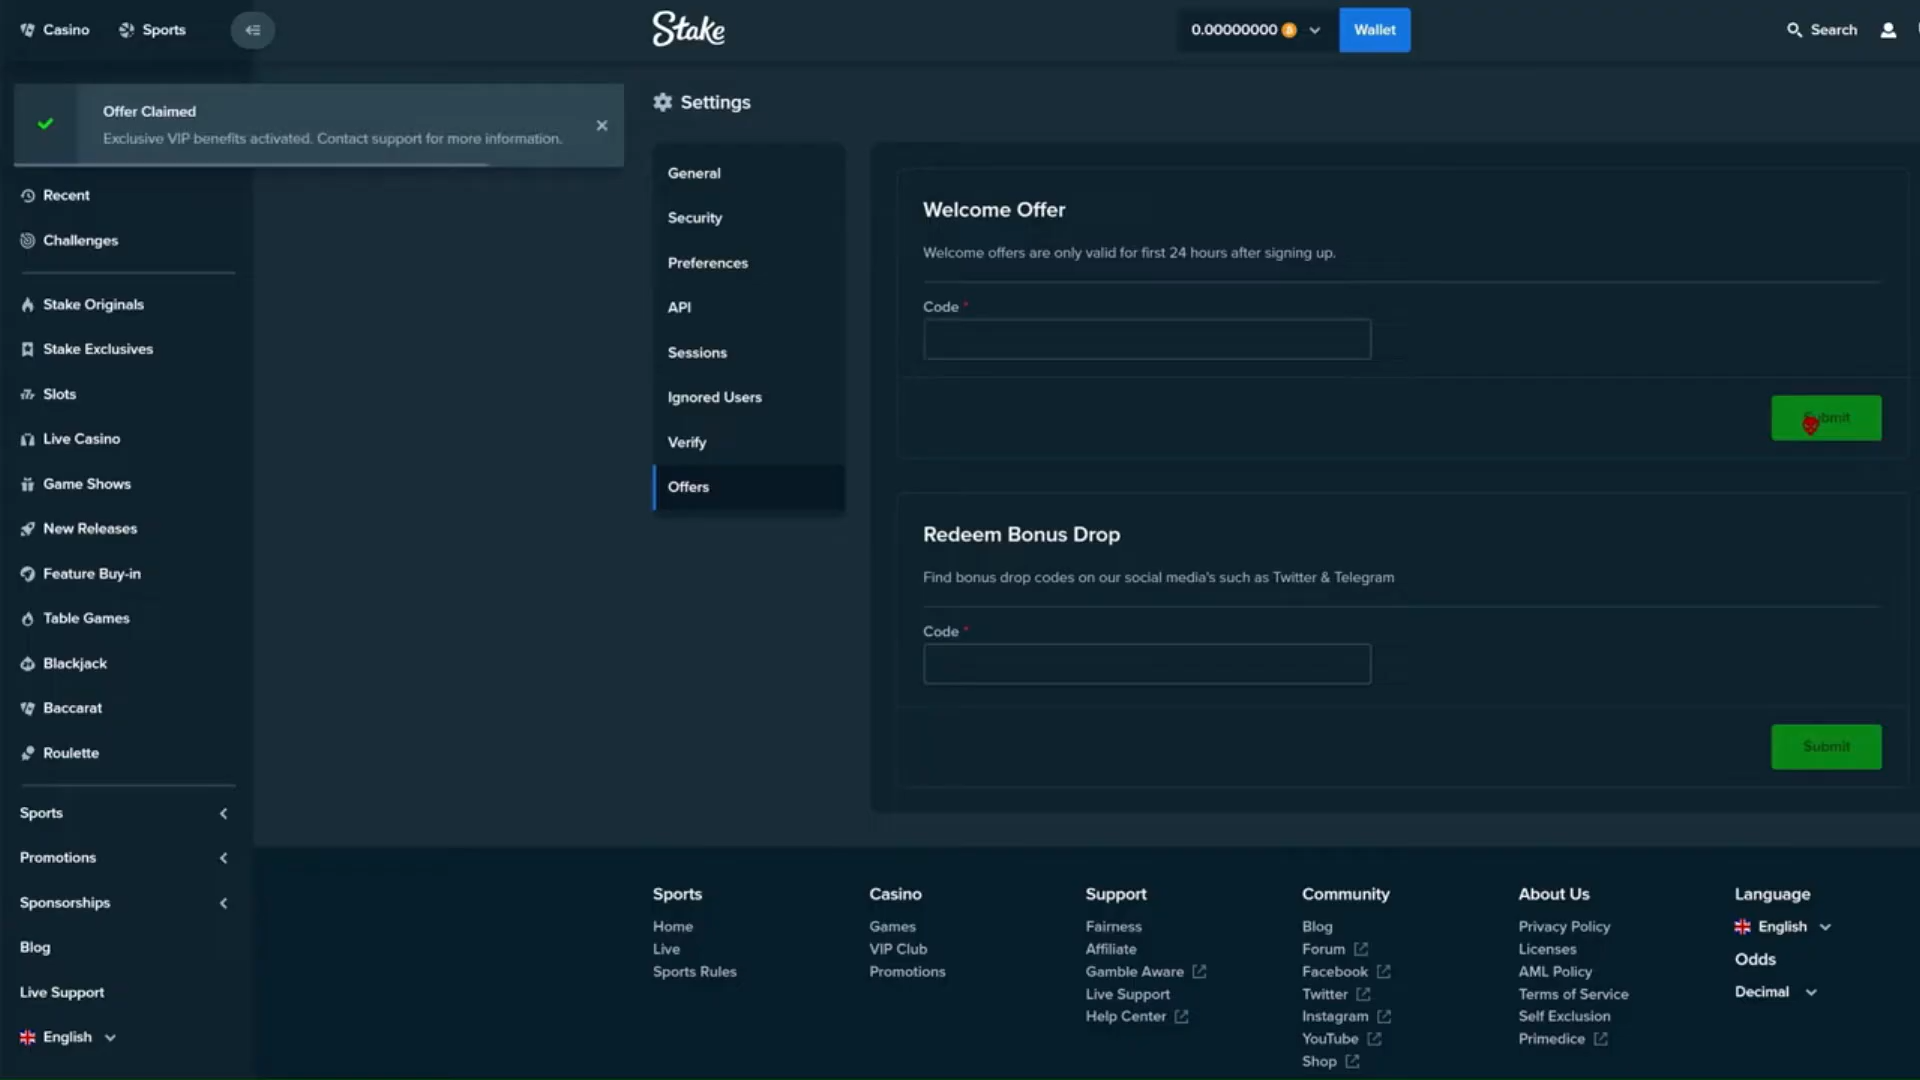 Casino
Sports
Stake
0.00000000
Wallet
Search
Offer Claimed
Exclusive VIP benefits activated. Contact support for more information.
Recent
Challenges
Stake Originals
Stake Exclusives
Slots
Live Casino
Game Shows
New Releases
Feature Buy-in
Table Games
Blackjack
Baccarat
Roulette
Sports
Promotions
Sponsorships
Blog
Live Support
English
Settings
General
Security
Preferences
API
Sessions
Ignored Users
Verify
Offers
Welcome Offer
Welcome offers are only valid for first 24 hours after signing up.
Code *
Submit
Redeem Bonus Drop
Find bonus drop codes on our social media's such as Twitter & Telegram
Code *
Submit
Sports
Home
Live
Sports Rules
Casino
Games
VIP Club
Promotions
Support
Fairness
Affiliate
Gamble Aware
Live Support
Help Center
Community
Blog
Forum
Facebook
Twitter
Instagram
YouTube
Shop
About Us
Privacy Policy
Licenses
AML Policy
Terms of Service
Self Exclusion
Primedice
Language
English
Odds
Decimal